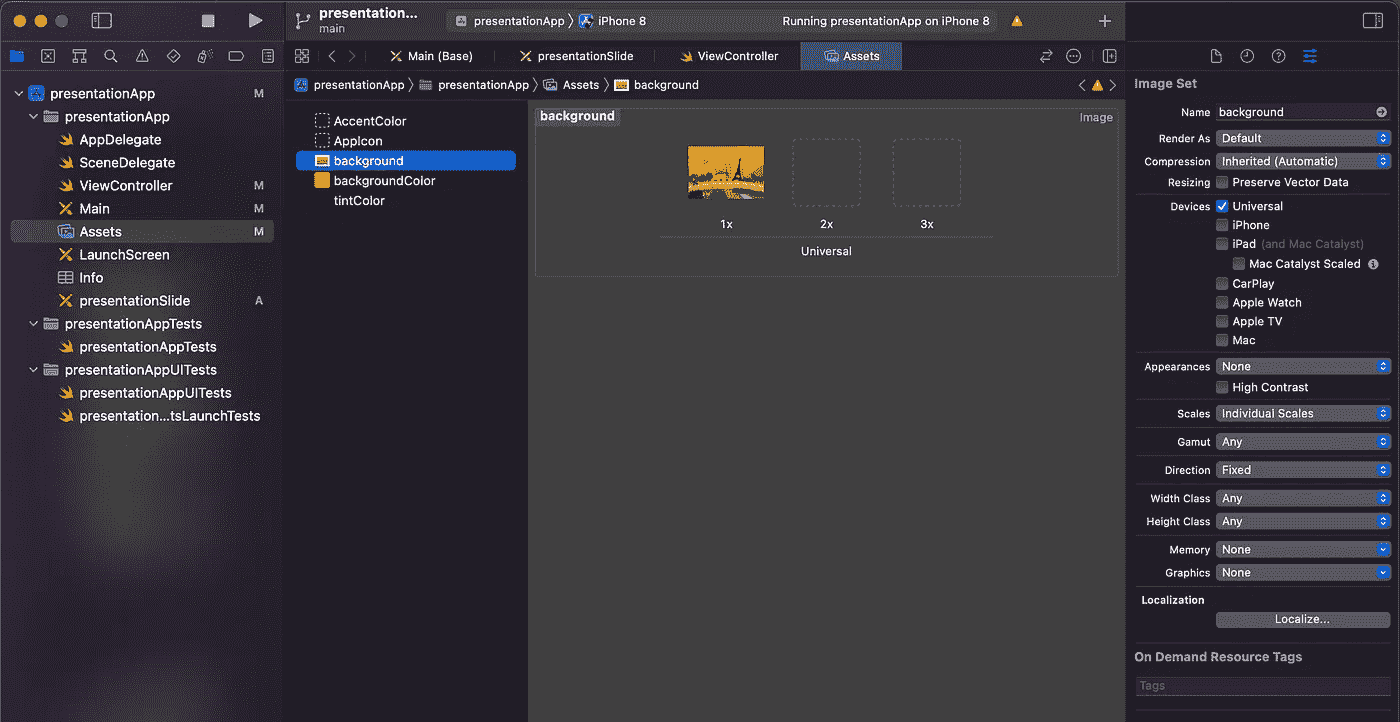 presentation...
main
presentationApp
iPhone 8
Running presentationApp on iPhone 8
Main (Base)
presentationSlide
ViewController
Assets
presentationApp
presentationApp
Assets
background
presentationApp
M
presentationApp
AppDelegate
SceneDelegate
ViewController
M
Main
M
Assets
M
LaunchScreen
Info
presentationSlide
A
presentationAppTests
presentationAppTests
presentationAppUITests
presentationAppUITests
presentation...tsLaunchTests
AccentColor
AppIcon
background
backgroundColor
tintColor
background
Image
1x
2x
3x
Universal
Image Set
Name
background
Render As
Default
Compression
Inherited (Automatic)
Resizing
Preserve Vector Data
Devices
Universal
iPhone
iPad (and Mac Catalyst)
Mac Catalyst Scaled
CarPlay
Apple Watch
Apple TV
Mac
Appearances
None
High Contrast
Scales
Individual Scales
Gamut
Any
Direction
Fixed
Width Class
Any
Height Class
Any
Memory
None
Graphics
None
Localization
Localize...
On Demand Resource Tags
Tags